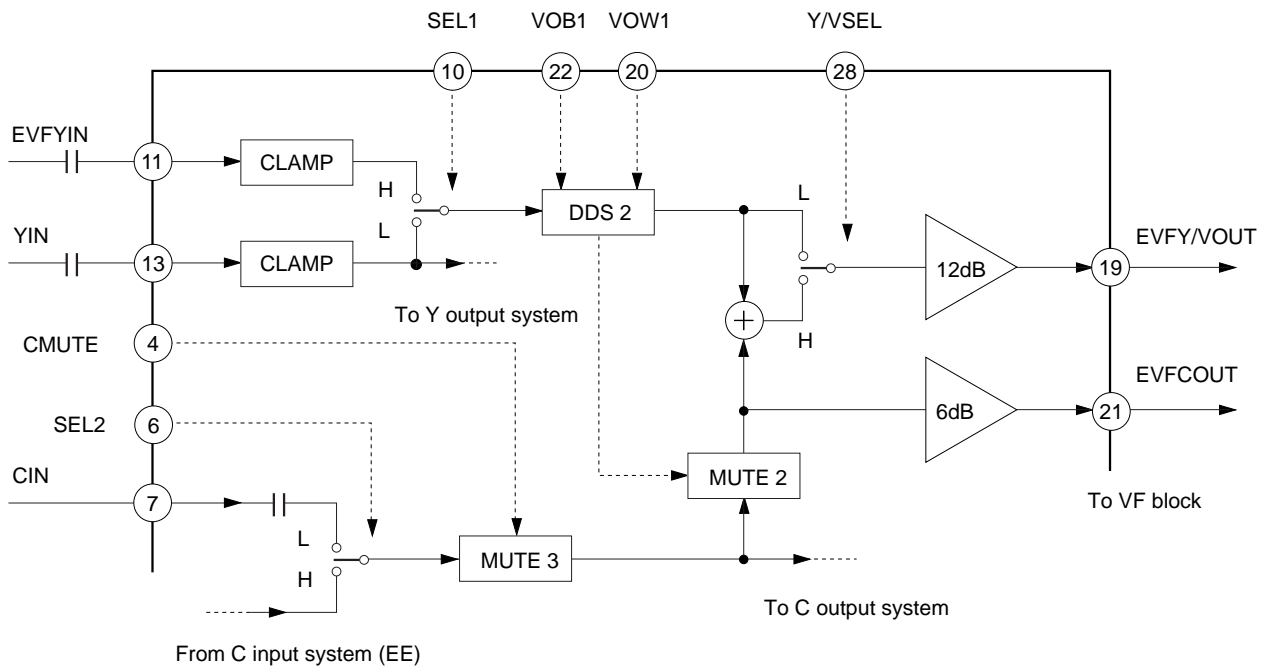 SEL1 VOB1 VOW1 Y/VSEL
10 22 20 28
EVFYIN
11 CLAMP
H
L
DDS 2
L
YIN
13 CLAMP
12dB
EVFY/VOUT
19
To Y output system
+
H
CMUTE
4
SEL2
6
6dB
EVFCOUT
21
CIN
7
MUTE 2
To VF block
L
H
MUTE 3
To C output system
From C input system (EE)